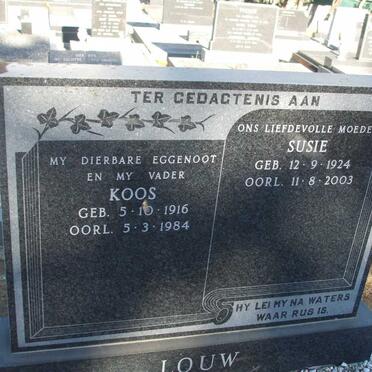 TER GEDAGTENIS AAN
MY DIERBARE EGGENOOT
EN MY VADER
KOOS
GEB. 5·10·1916
OORL. 5·3·1984
ONS LIEFDEVOLLE MOEDE
SUSIE
GEB. 12·9·1924
OORL. 11·8·2003
HY LEI MY NA WATERS
WAAR RUS IS.
LOUW